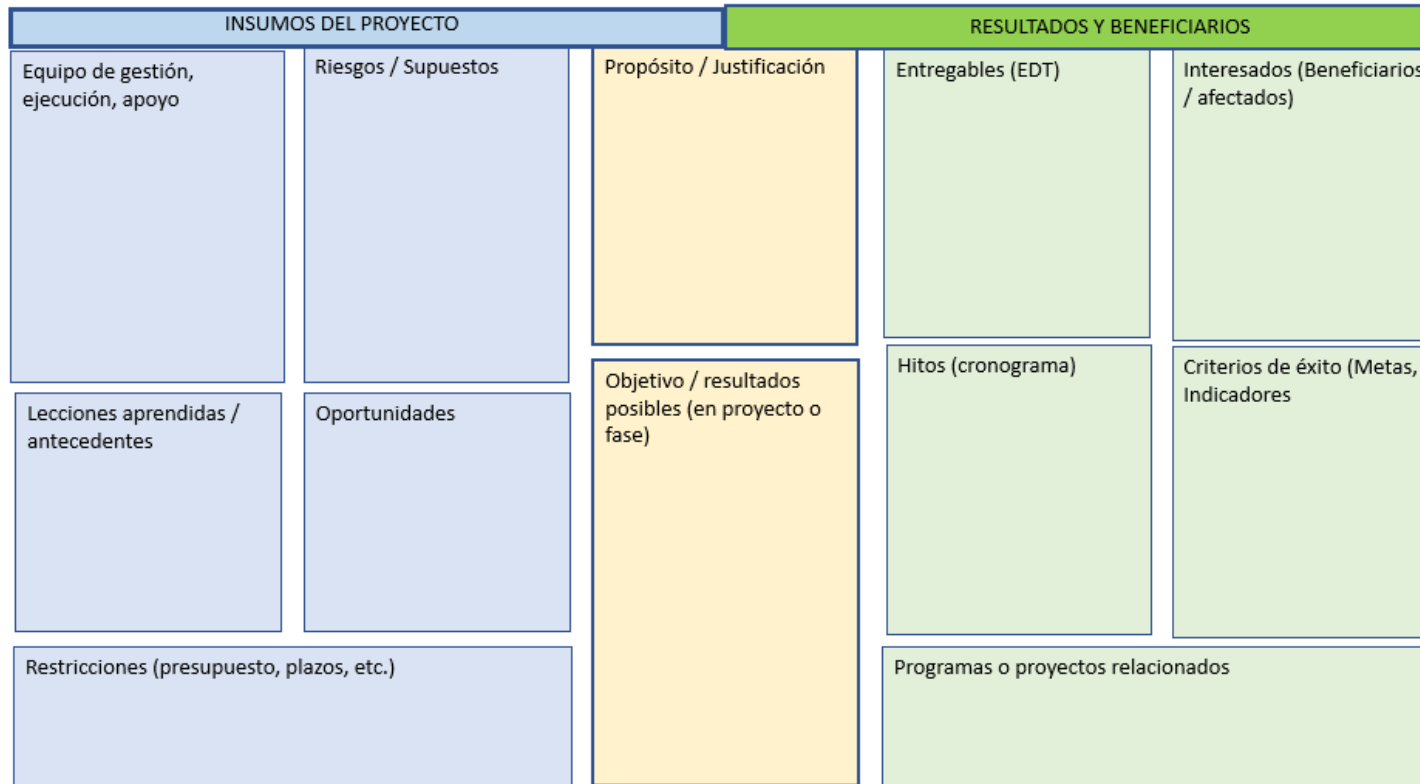 INSUMOS DEL PROYECTO
RESULTADOS Y BENEFICIARIOS
Equipo de gestión,
ejecución, apoyo
Riesgos / Supuestos
Propósito / Justificación
Entregables (EDT)
Interesados (Beneficiarios
/ afectados)
Lecciones aprendidas /
antecedentes
Oportunidades
Objetivo / resultados
posibles (en proyecto o
fase)
Hitos (cronograma)
Criterios de éxito (Metas,
Indicadores
Restricciones (presupuesto, plazos, etc.)
Programas o proyectos relacionados